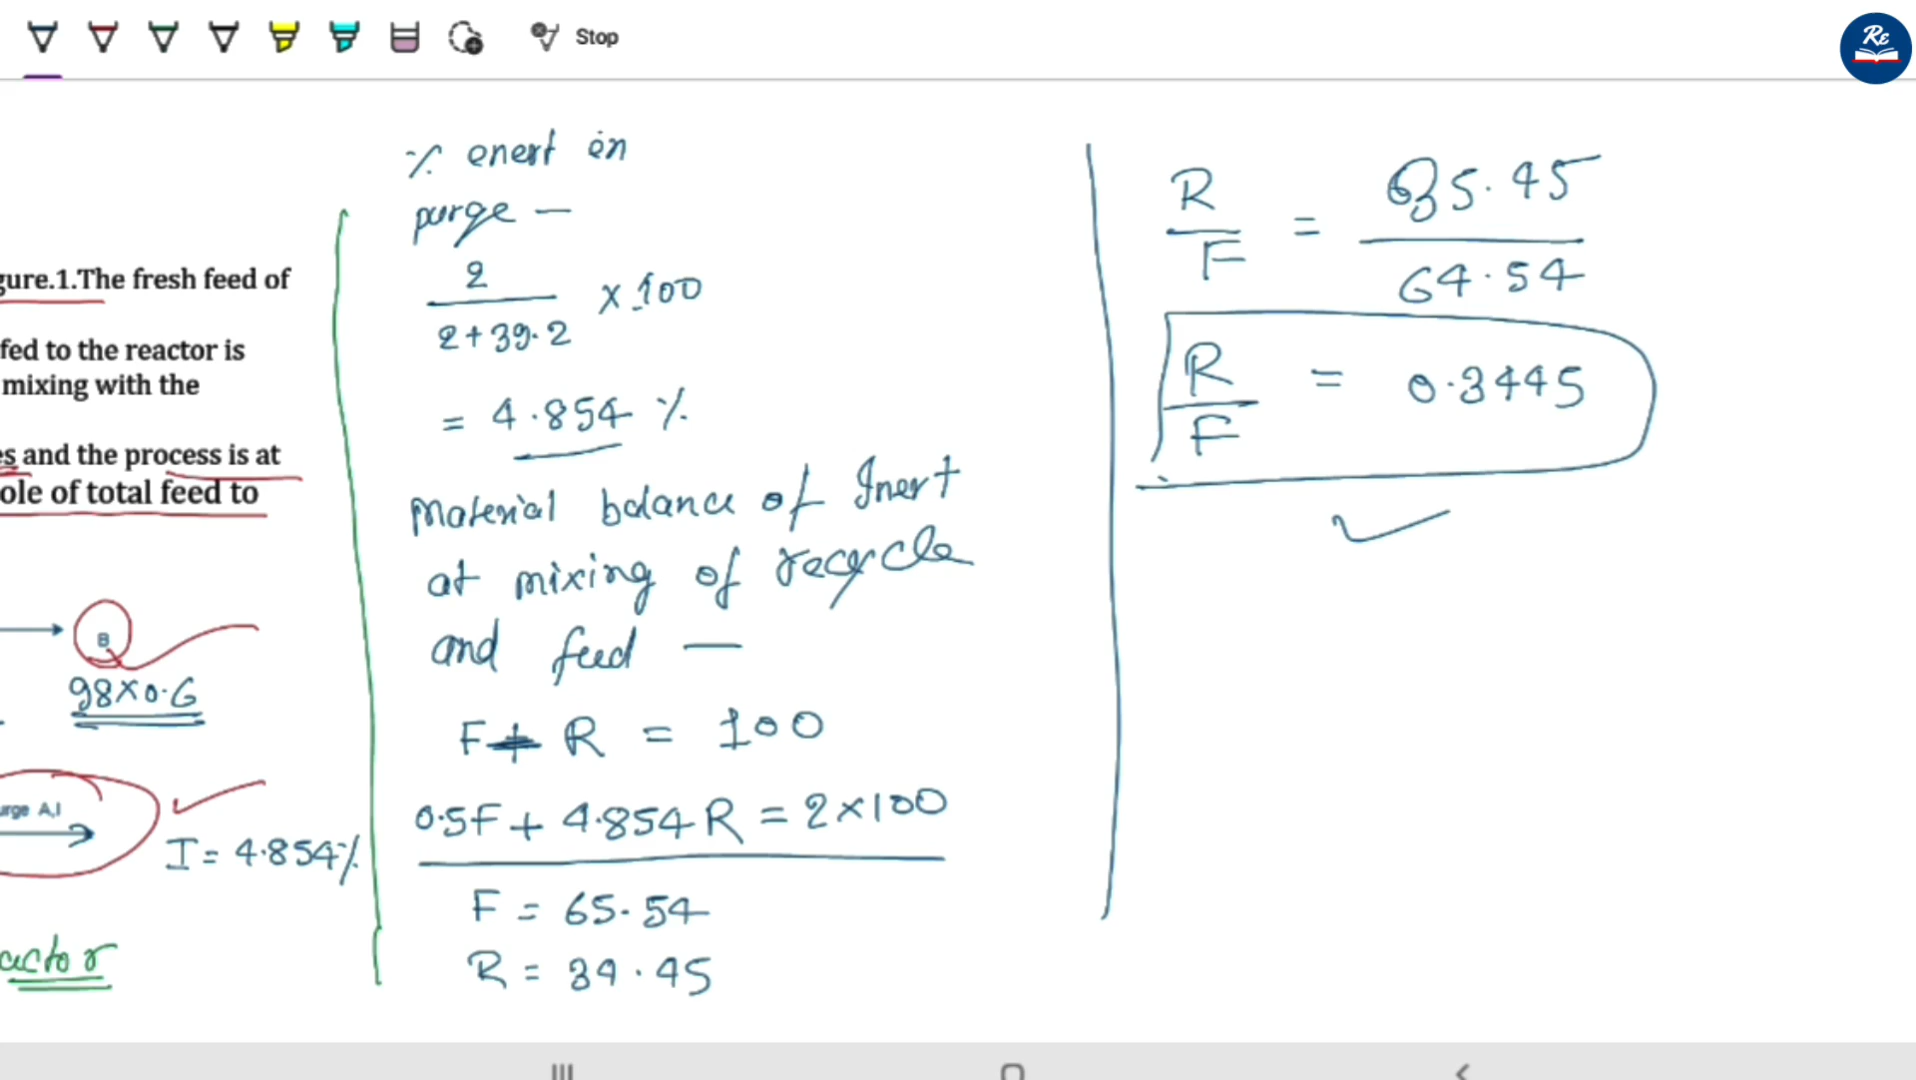 Stop
Rε
gure.1.The fresh feed of
fed to the reactor is
mixing with the
es and the process is at
ole of total feed to
B
98×0.6
urge A,I
I = 4.854%
actor
% enert in
purge —
2
2+39.2
× 100
= 4.854 %
Material balance of Inert
at mixing of recycle
and feed —
F + R = 100
0.5F + 4.854R = 2×100
F = 65.54
R = 34.45
R
F
=
35.45
64.54
R
F
= 0.3445